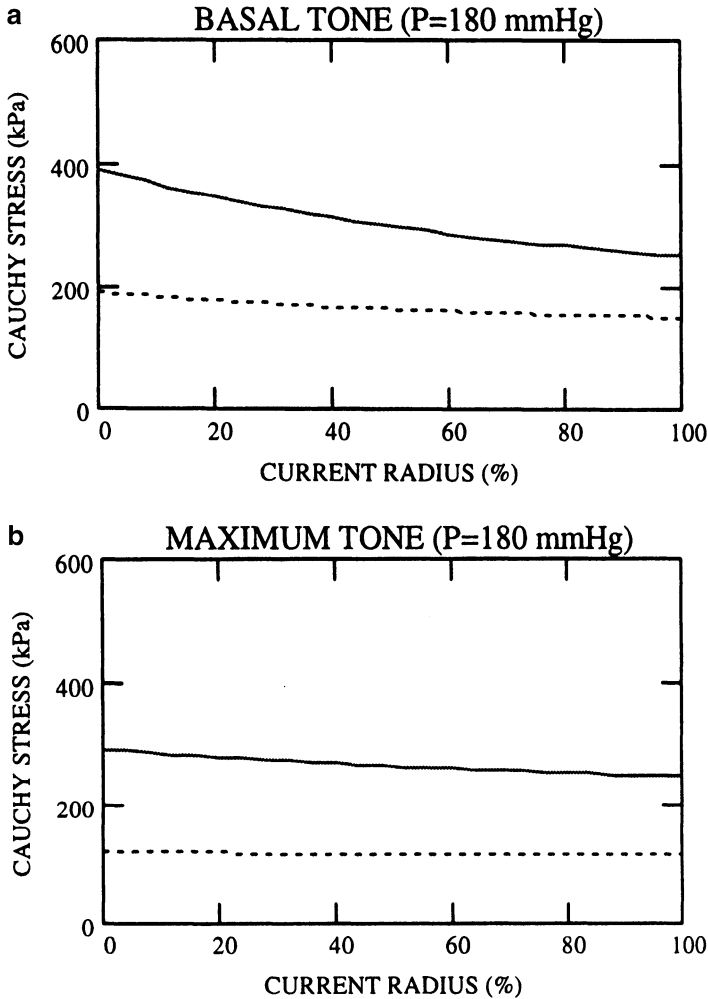 a
BASAL TONE (P=180 mmHg)
CAUCHY STRESS (kPa)
600
400
200
0
0 20 40 60 80 100
CURRENT RADIUS (%)
b
MAXIMUM TONE (P=180 mmHg)
CAUCHY STRESS (kPa)
600
400
200
0
0 20 40 60 80 100
CURRENT RADIUS (%)